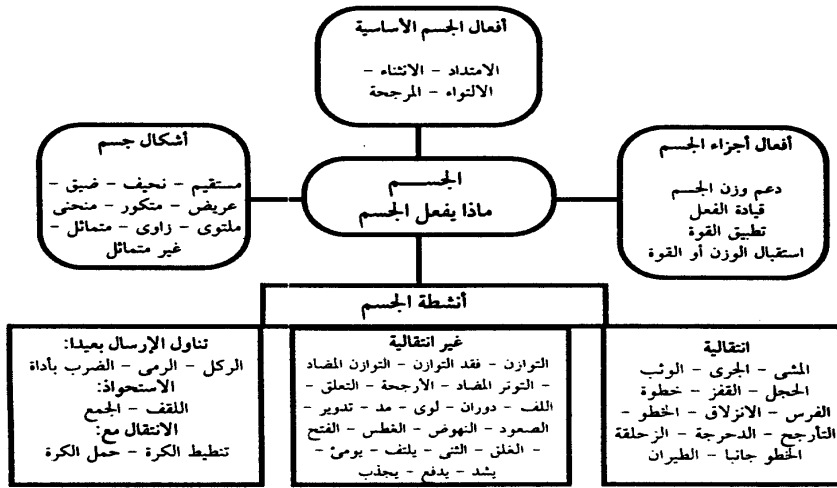 أفعال الجسم الأساسية
الامتداد – الانثناء –
الالتواء – المرجحة
أشكال جسم
مستقيم – نحيف – ضيق –
عريض – متكور – منحنى
ملتوى – زاوى – متماثل –
غير متماثل
الجســـم
ماذا يفعل الجسم
أفعال أجزاء الجسم
دعم وزن الجسم
قيادة الفعل
تطبيق القوة
استقبال الوزن أو القوة
أنشطة الجسم
انتقالية
المشى – الجرى – الوثب
الحجل – القفز – خطوة
الفرس – الانزلاق – الخطو –
التأرجح – الدحرجة – الزحلقة
الخطو جانبا – الطيران
غير انتقالية
التوازن – فقد التوازن – التوازن المضاد
– التوتر المضاد – الأرجحة – التعلق –
اللف – دوران – لوى – مد – تدوير –
الصعود – النهوض – الغطس – الفتح
– الغلق – الثنى – يلتف – يومئ –
يشد – يدفع – يجذب
تناول الإرسال بعيدا:
الركل – الرمى – الضرب بأداة
الاستحواذ:
اللقف – الجمع
الانتقال مع:
تنطيط الكرة – حمل الكرة